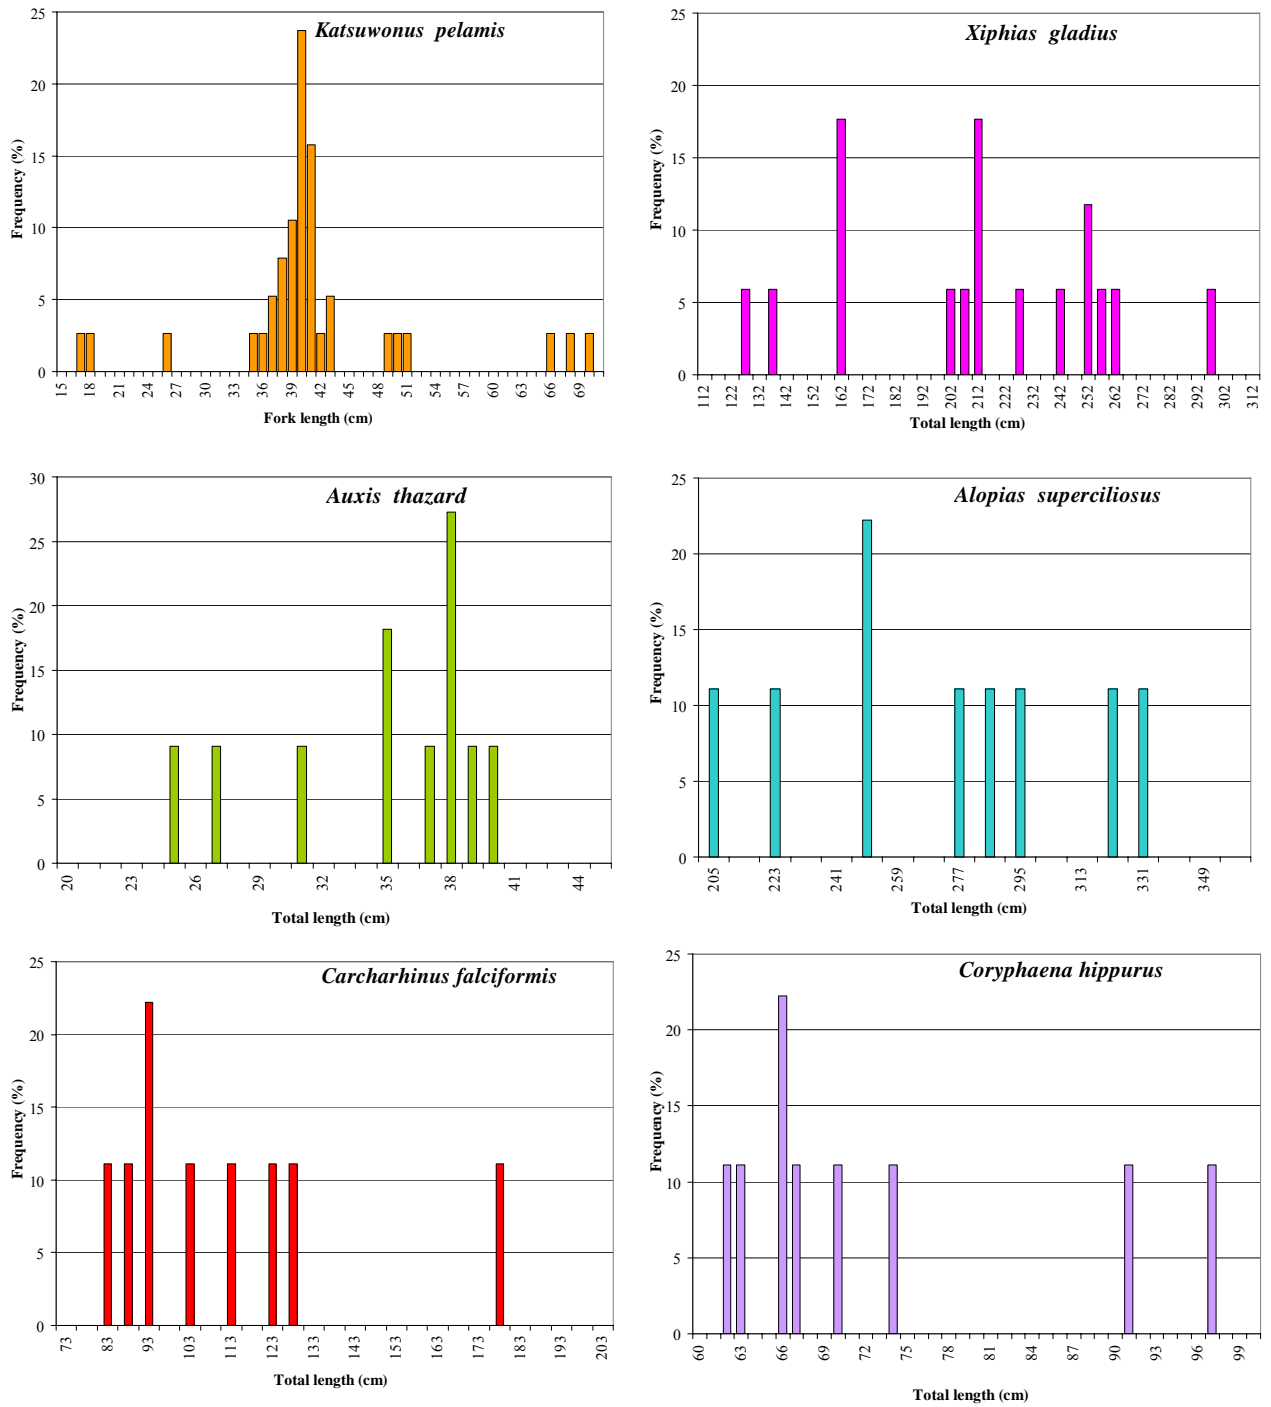 Katsuwonus pelamis
Frequency (%)
25
20
15
10
5
0
15 18 21 24 27 30 33 36 39 42 45 48 51 54 57 60 63 66 69
Fork length (cm)
Xiphias gladius
Frequency (%)
25
20
15
10
5
0
112 122 132 142 152 162 172 182 192 202 212 222 232 242 252 262 272 282 292 302 312
Total length (cm)
Auxis thazard
Frequency (%)
30
25
20
15
10
5
0
20 23 26 29 32 35 38 41 44
Total length (cm)
Alopias superciliosus
Frequency (%)
25
20
15
10
5
0
205 223 241 259 277 295 313 331 349
Total length (cm)
Carcharhinus falciformis
Frequency (%)
25
20
15
10
5
0
73 83 93 103 113 123 133 143 153 163 173 183 193 203
Total length (cm)
Coryphaena hippurus
Frequency (%)
25
20
15
10
5
0
60 63 66 69 72 75 78 81 84 87 90 93 96 99
Total length (cm)